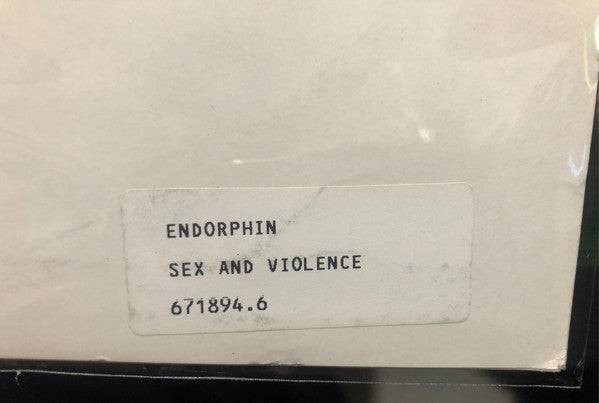 ENDORPHIN
SEX AND VIOLENCE
671894.6